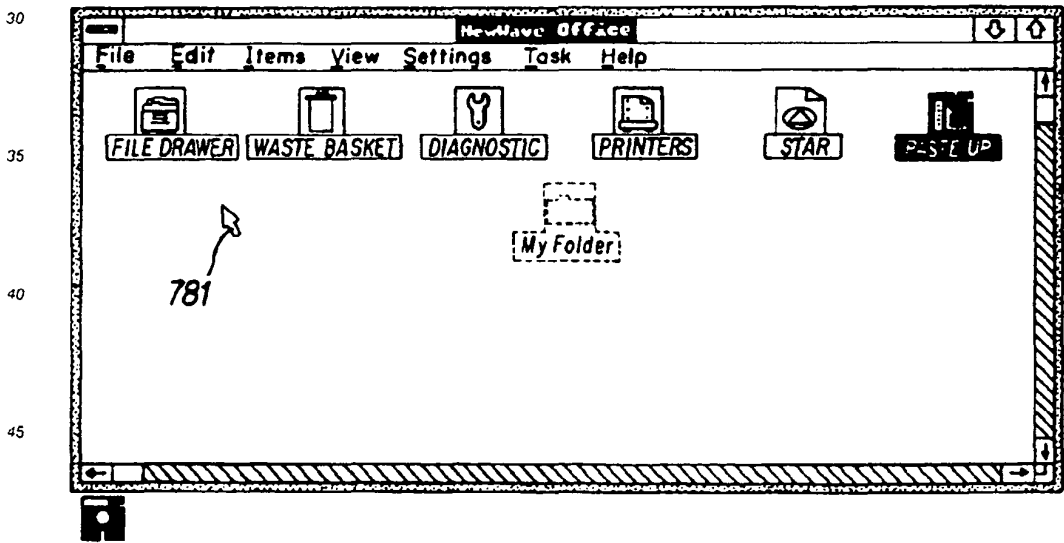 30
NewWave Office
File Edit Items View Settings Task Help
35
FILE DRAWER WASTE BASKET DIAGNOSTIC PRINTERS STAR PASTE UP
My Folder
781
40
45